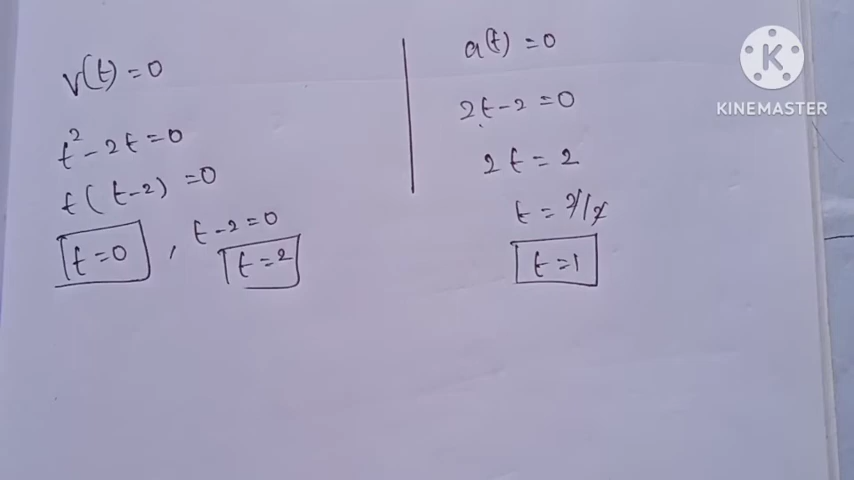 v(t) = 0
t² - 2t = 0
t(t-2) = 0
t = 0 , t - 2 = 0
t = 2
a(t) = 0
2t - 2 = 0
2t = 2
t = 2/2
t = 1
K
KINEMASTER